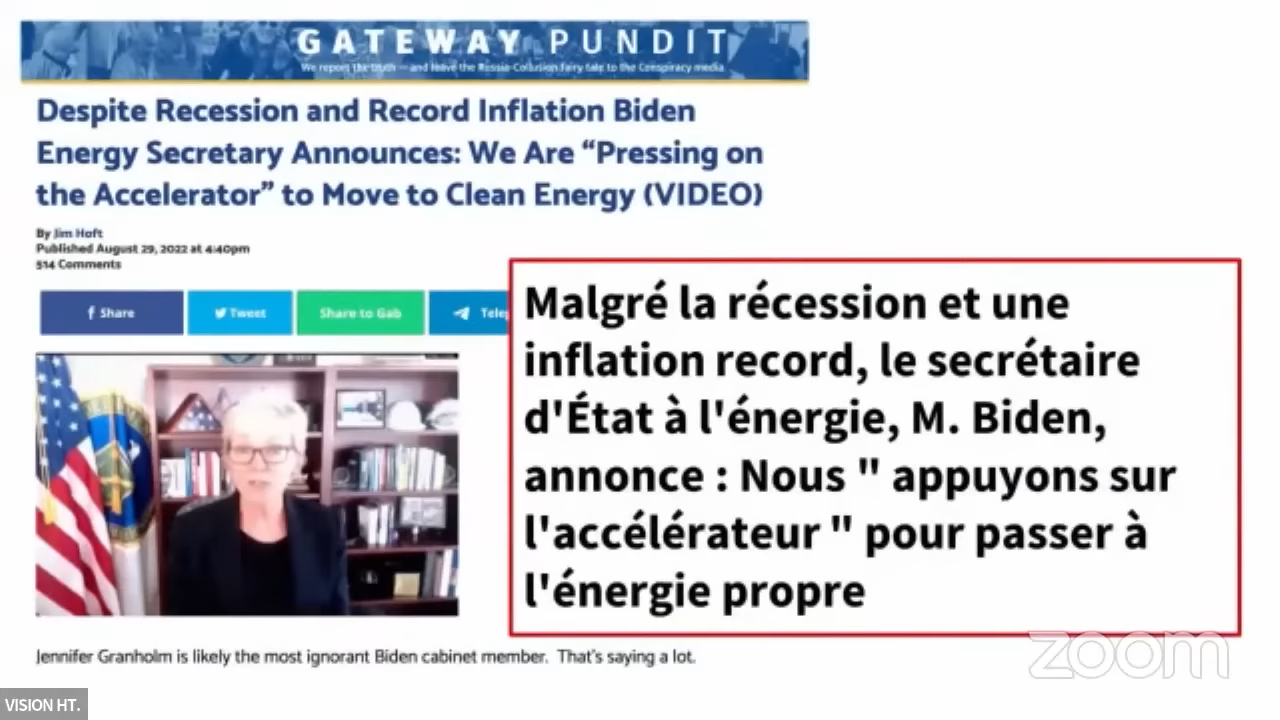 GATEWAY PUNDIT
We report the truth — and leave the Russia-Collusion fairy tale to the Conspiracy media
Despite Recession and Record Inflation Biden
Energy Secretary Announces: We Are “Pressing on
the Accelerator” to Move to Clean Energy (VIDEO)
By Jim Hoft
Published August 29, 2022 at 4:40pm
514 Comments
Share
Tweet
Share to Gab
Tele
Malgré la récession et une
inflation record, le secrétaire
d'État à l'énergie, M. Biden,
annonce : Nous " appuyons sur
l'accélérateur " pour passer à
l'énergie propre
Jennifer Granholm is likely the most ignorant Biden cabinet member. That's saying a lot.
zoom
VISION HT.